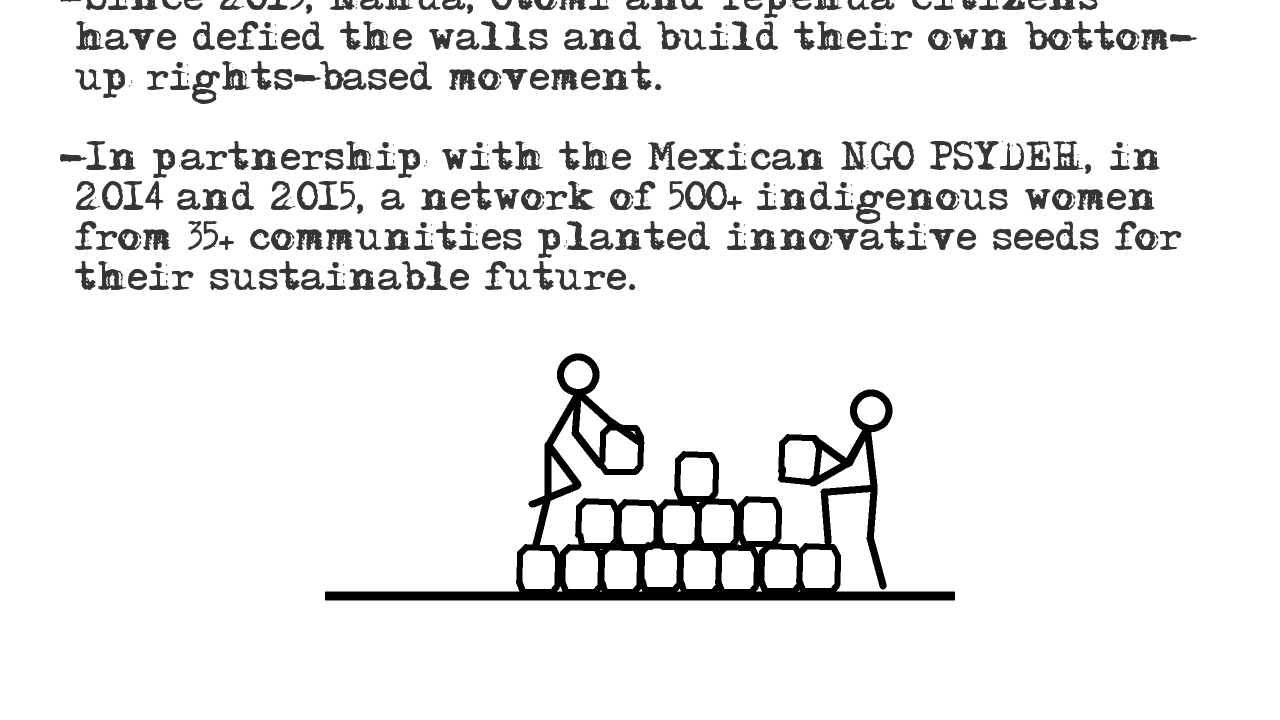 -Since 2013, Nahua, Otomi and Tepehua citizens
have defied the walls and build their own bottom-
up rights-based movement.
-In partnership with the Mexican NGO PSYDEH, in
2014 and 2015, a network of 500+ indigenous women
from 35+ communities planted innovative seeds for
their sustainable future.